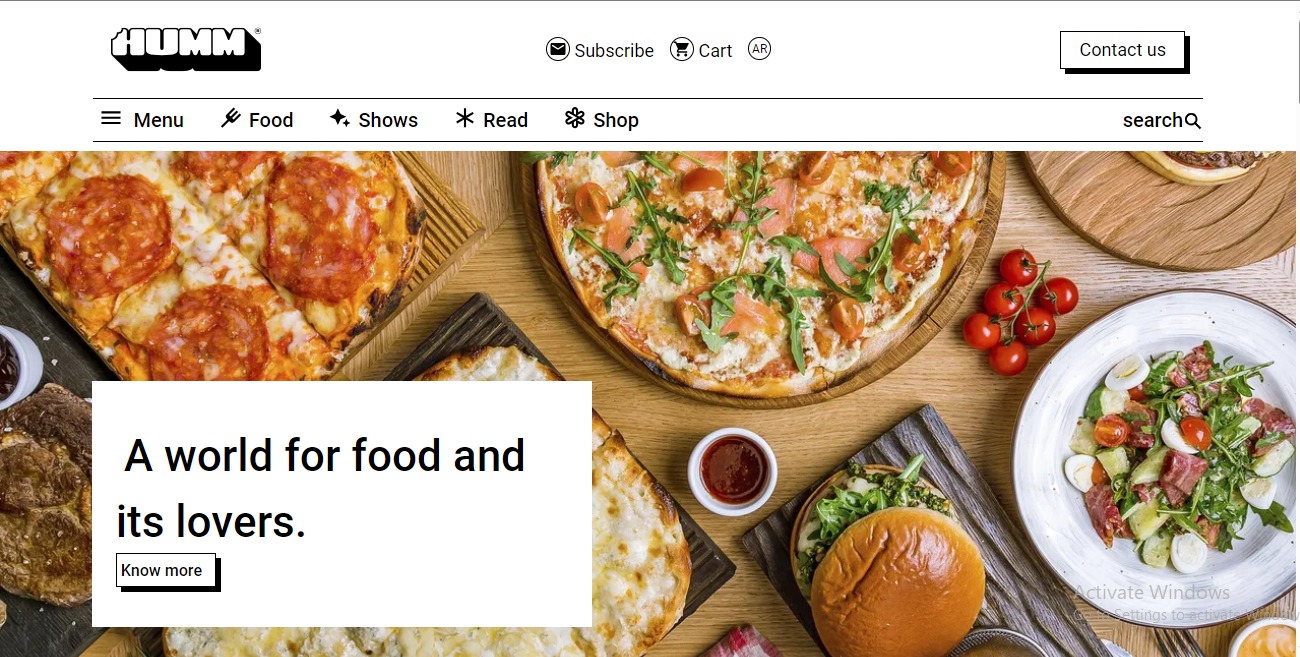 HUMM®
Subscribe Cart AR
Contact us
Menu Food Shows Read Shop search
A world for food and
its lovers.
Know more
Activate Windows
Go to Settings to activate Windows